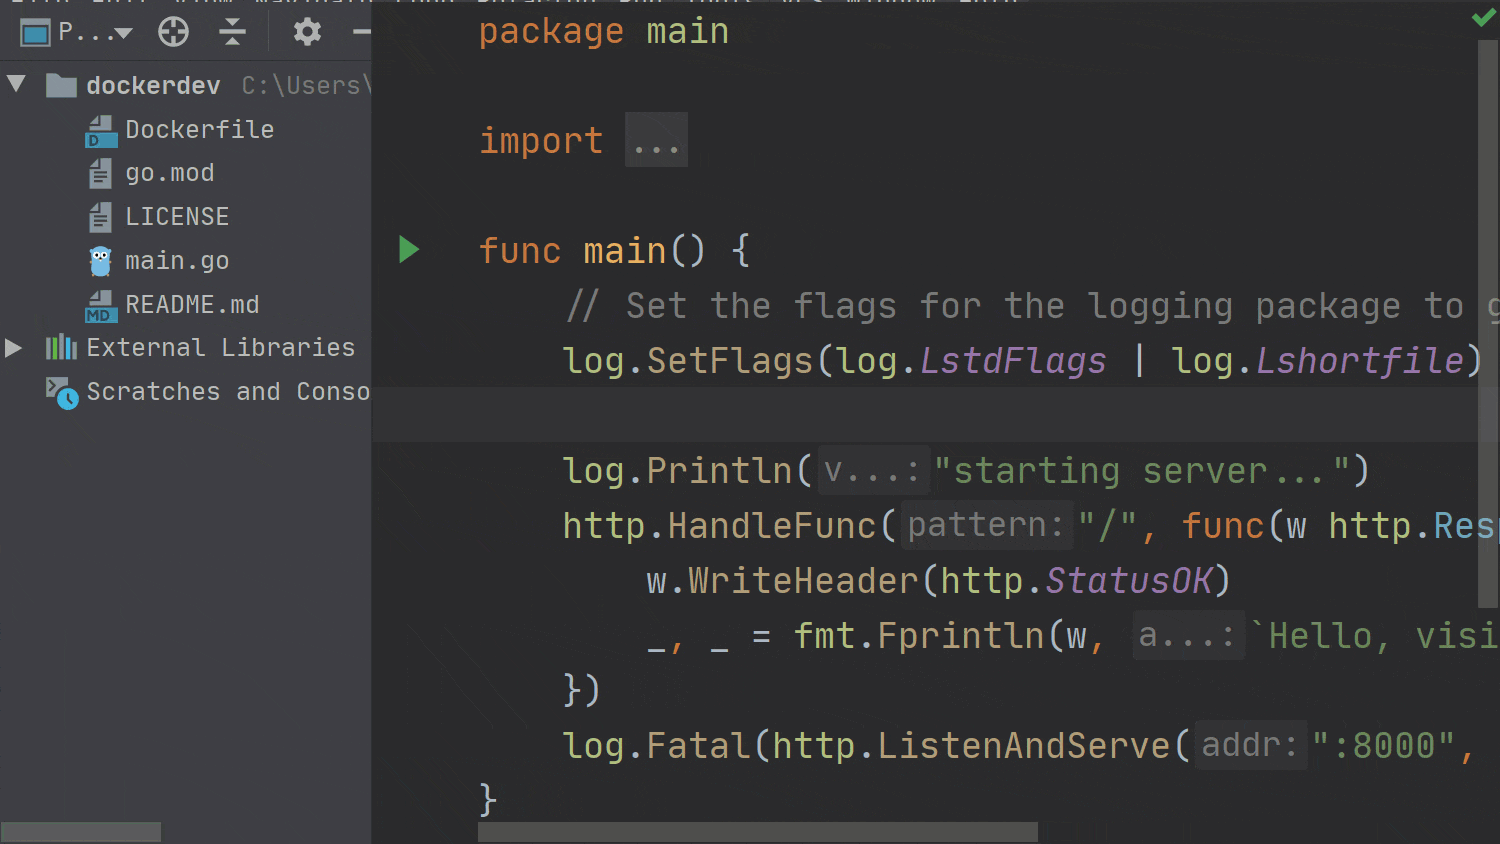 P...
dockerdev C:\Users\
Dockerfile
go.mod
LICENSE
main.go
README.md
External Libraries
Scratches and Conso
package main
import ...
func main() {
// Set the flags for the logging package to g
log.SetFlags(log.LstdFlags | log.Lshortfile)
log.Println(v...: "starting server...")
http.HandleFunc(pattern: "/", func(w http.Resp
w.WriteHeader(http.StatusOK)
_, _ = fmt.Fprintln(w, a...: `Hello, visi
})
log.Fatal(http.ListenAndServe(addr: ":8000",
}